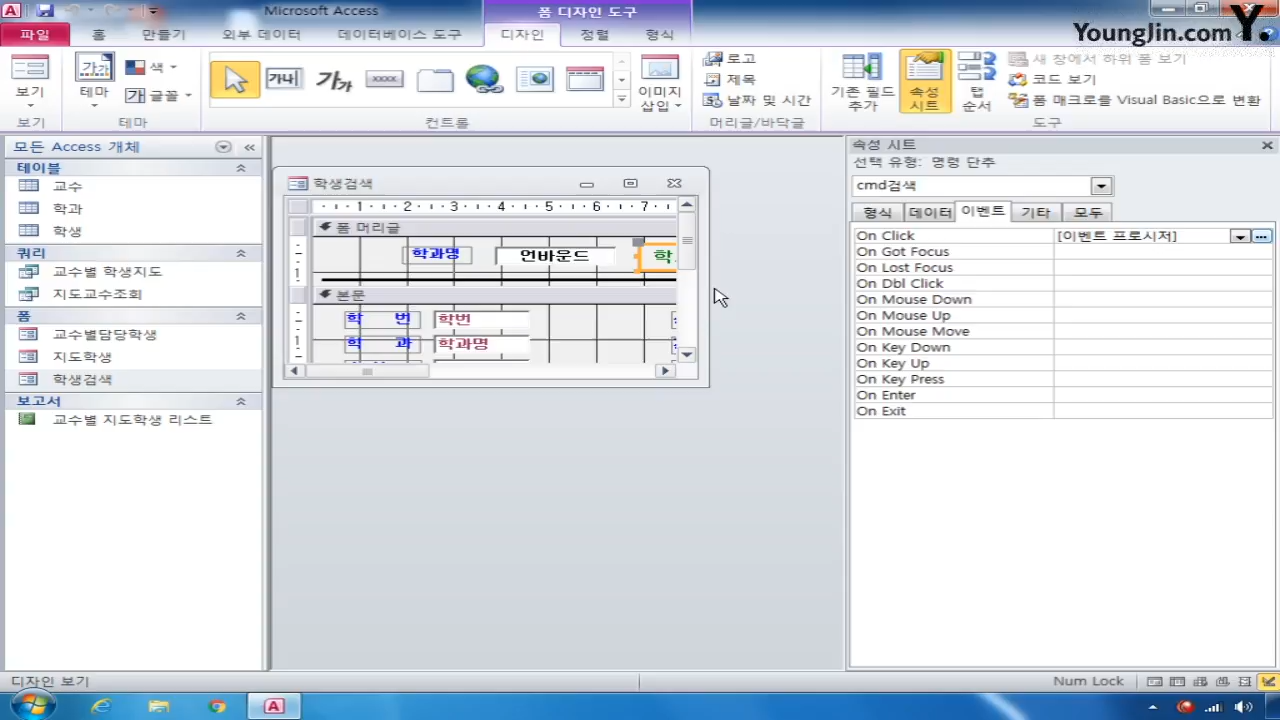 Microsoft Access
폼 디자인 도구
파일 홈 만들기 외부 데이터 데이터베이스 도구 디자인 정렬 형식
YoungJin.com Y.
보기
보기
테마
색
글꼴
테마
가나
가가
xxxx
컨트롤
이미지 삽입
로고
제목
날짜 및 시간
머리글/바닥글
기존 필드 추가
속성 시트
탭 순서
새 창에서 하위 폼 보기
코드 보기
폼 매크로를 Visual Basic으로 변환
도구
모든 Access 개체
테이블
교수
학과
학생
쿼리
교수별 학생지도
지도교수조회
폼
교수별담당학생
지도학생
학생검색
보고서
교수별 지도학생 리스트
학생검색
1 2 3 4 5 6 7
폼 머리글
학과명 언바운드 학
본문
학 번 학번
학 과 학과명
속성 시트
선택 유형: 명령 단추
cmd검색
형식 데이터 이벤트 기타 모두
On Click [이벤트 프로시저]
On Got Focus
On Lost Focus
On Dbl Click
On Mouse Down
On Mouse Up
On Mouse Move
On Key Down
On Key Up
On Key Press
On Enter
On Exit
디자인 보기
Num Lock